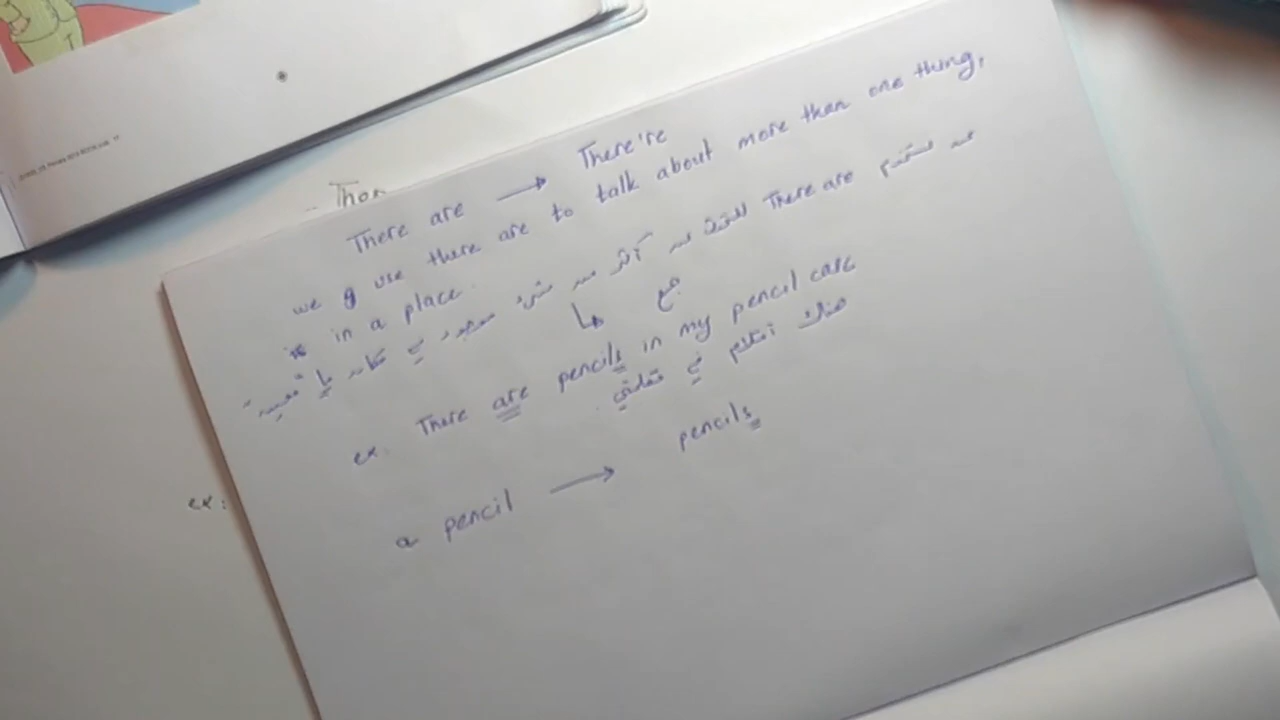 There are → There're
we use there are to talk about more than one thing,
in a place.
نستخدم There are للتحدث عن أكثر من شيء موجود في مكان ما "معين"
جمع
ex. There are pencils in my pencil case
هناك أقلام في مقلمتي
a pencil → pencils
ex: